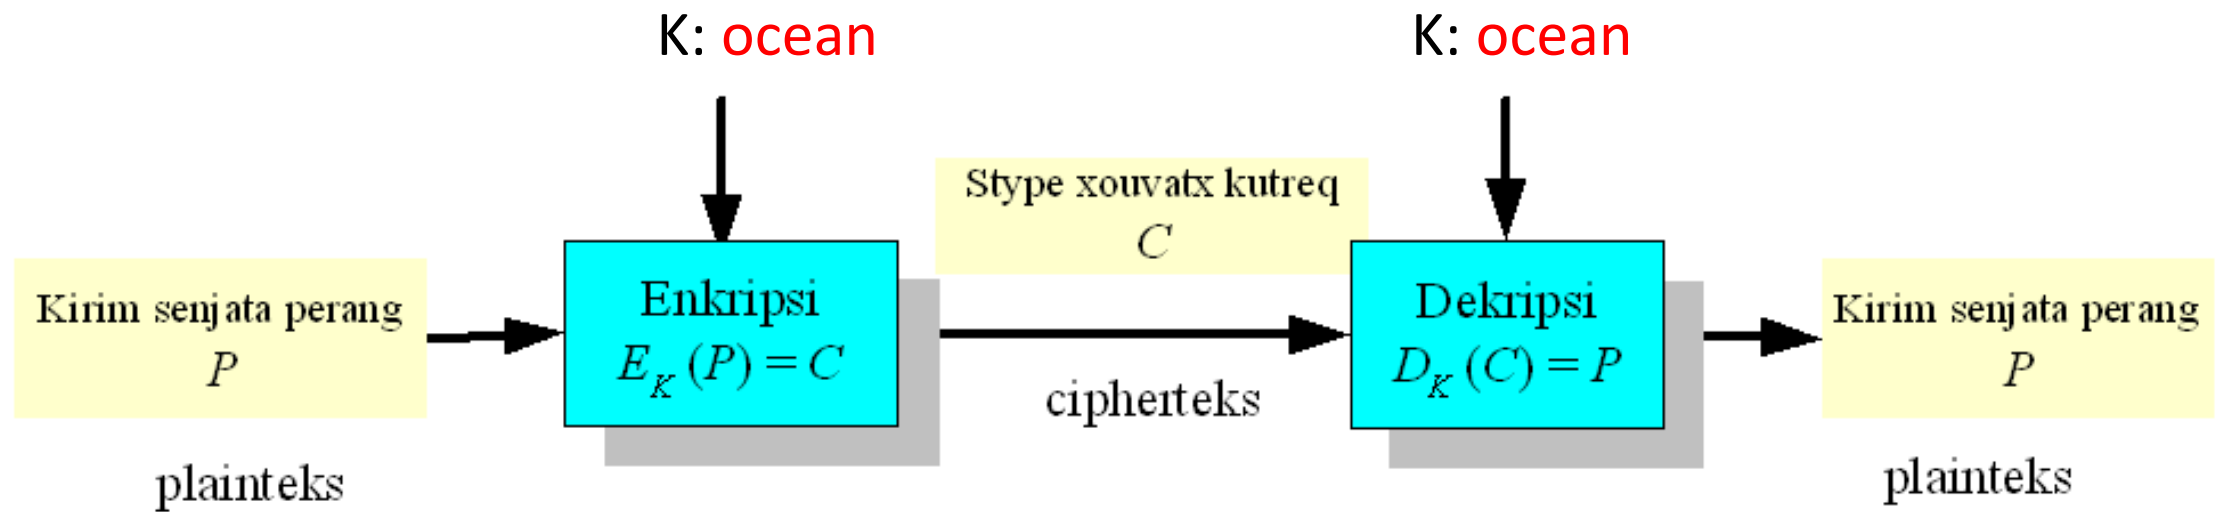 K: ocean
K: ocean
Kirim senjata perang
P
plainteks
Enkripsi
E_K (P) = C
Stype xouvatx kutreq
C
cipherteks
Dekripsi
D_K (C) = P
Kirim senjata perang
P
plainteks